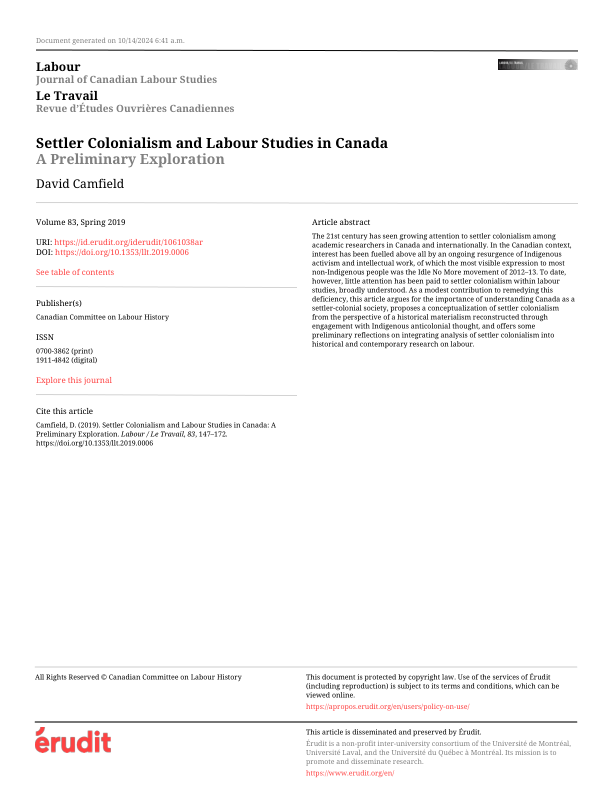 Document generated on 10/14/2024 6:41 a.m.
Labour
Journal of Canadian Labour Studies
Le Travail
Revue d'Études Ouvrières Canadiennes
Settler Colonialism and Labour Studies in Canada
A Preliminary Exploration
David Camfield
Volume 83, Spring 2019
URI: https://id.erudit.org/iderudit/1061038ar
DOI: https://doi.org/10.1353/llt.2019.0006
See table of contents
Publisher(s)
Canadian Committee on Labour History
ISSN
0700-3862 (print)
1911-4842 (digital)
Explore this journal
Cite this article
Camfield, D. (2019). Settler Colonialism and Labour Studies in Canada: A
Preliminary Exploration. Labour / Le Travail, 83, 147–172.
https://doi.org/10.1353/llt.2019.0006
Article abstract
The 21st century has seen growing attention to settler colonialism among
academic researchers in Canada and internationally. In the Canadian context,
interest has been fuelled above all by an ongoing resurgence of Indigenous
activism and intellectual work, of which the most visible expression to most
non-Indigenous people was the Idle No More movement of 2012–13. To date,
however, little attention has been paid to settler colonialism within labour
studies, broadly understood. As a modest contribution to remedying this
deficiency, this article argues for the importance of understanding Canada as a
settler-colonial society, proposes a conceptualization of settler colonialism
from the perspective of a historical materialism reconstructed through
engagement with Indigenous anticolonial thought, and offers some
preliminary reflections on integrating analysis of settler colonialism into
historical and contemporary research on labour.
All Rights Reserved © Canadian Committee on Labour History
This document is protected by copyright law. Use of the services of Érudit
(including reproduction) is subject to its terms and conditions, which can be
viewed online.
https://apropos.erudit.org/en/users/policy-on-use/
érudit
This article is disseminated and preserved by Érudit.
Érudit is a non-profit inter-university consortium of the Université de Montréal,
Université Laval, and the Université du Québec à Montréal. Its mission is to
promote and disseminate research.
https://www.erudit.org/en/